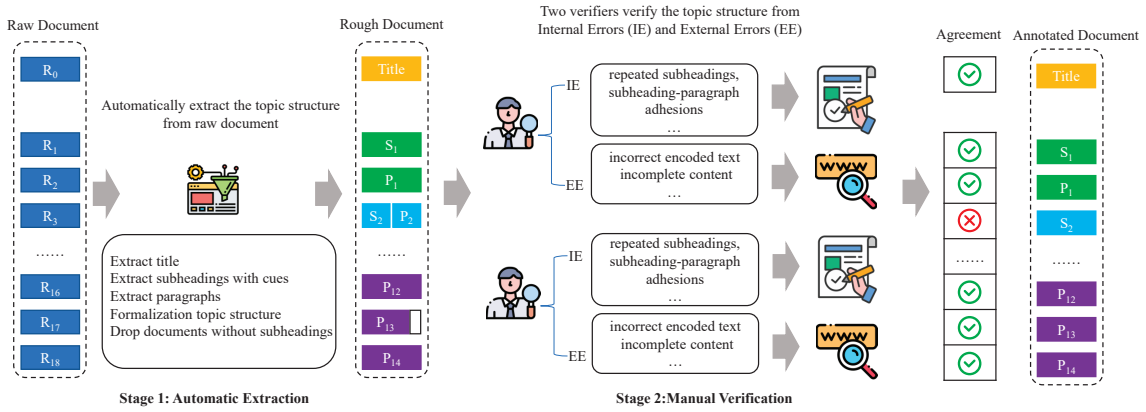 Raw Document
R0
R1
R2
R3
......
R16
R17
R18
Automatically extract the topic structure
from raw document
Extract title
Extract subheadings with cues
Extract paragraphs
Formalization topic structure
Drop documents without subheadings
Stage 1: Automatic Extraction
Rough Document
Title
S1
P1
S2 P2
......
P12
P13
P14
Two verifiers verify the topic structure from
Internal Errors (IE) and External Errors (EE)
IE
repeated subheadings,
subheading-paragraph
adhesions
...
EE
incorrect encoded text
incomplete content
...
www
IE
repeated subheadings,
subheading-paragraph
adhesions
...
EE
incorrect encoded text
incomplete content
...
www
Stage 2:Manual Verification
Agreement
......
Annotated Document
Title
S1
P1
S2
......
P12
P13
P14